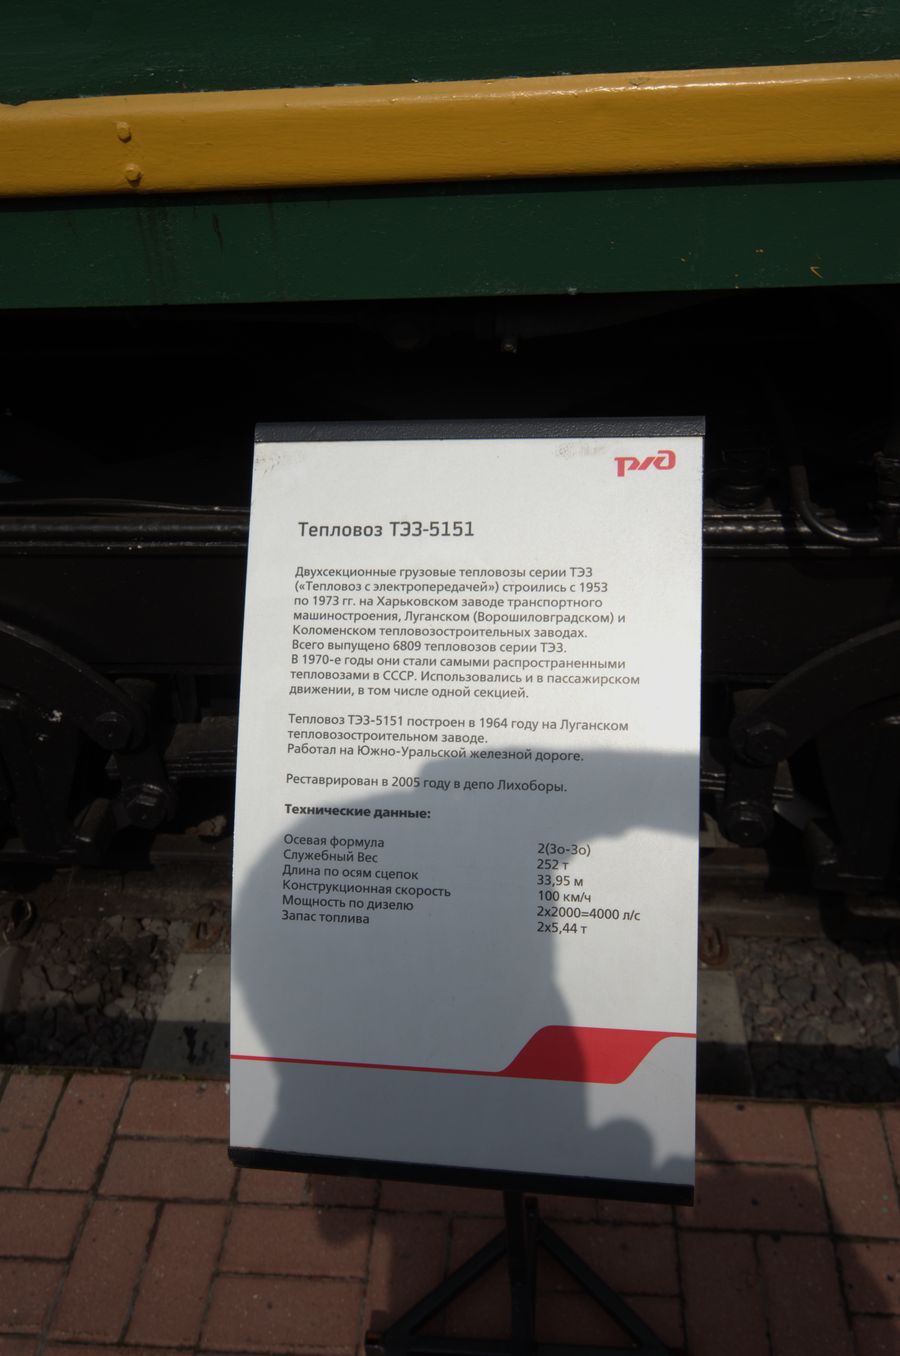 ржд
Тепловоз ТЭ3-5151
Двухсекционные грузовые тепловозы серии ТЭ3
(«Тепловоз с электропередачей») строились с 1953
по 1973 гг. на Харьковском заводе транспортного
машиностроения, Луганском (Ворошиловградском) и
Коломенском тепловозостроительных заводах.
Всего выпущено 6809 тепловозов серии ТЭ3.
В 1970-е годы они стали самыми распространенными
тепловозами в СССР. Использовались и в пассажирском
движении, в том числе одной секцией.
Тепловоз ТЭ3-5151 построен в 1964 году на Луганском
тепловозостроительном заводе.
Работал на Южно-Уральской железной дороге.
Реставрирован в 2005 году в депо Лихоборы.
Технические данные:
Осевая формула 2(3о-3о)
Служебный Вес 252 т
Длина по осям сцепок 33,95 м
Конструкционная скорость 100 км/ч
Мощность по дизелю 2х2000=4000 л/с
Запас топлива 2х5,44 т